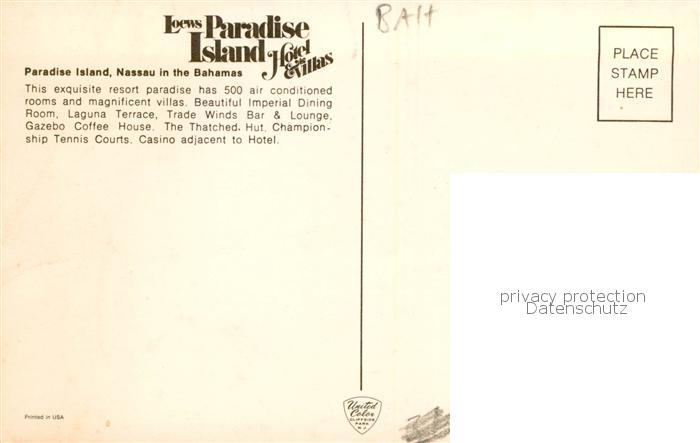 Loews Paradise
Island Hotel
& Villas
Paradise Island, Nassau in the Bahamas
This exquisite resort paradise has 500 air conditioned
rooms and magnificent villas. Beautiful Imperial Dining
Room, Laguna Terrace, Trade Winds Bar & Lounge,
Gazebo Coffee House. The Thatched. Hut. Champion-
ship Tennis Courts. Casino adjacent to Hotel.
BAH
PLACE
STAMP
HERE
privacy protection
Datenschutz
Printed in USA
United
Color
CLIFFSIDE
PARK
N.J.